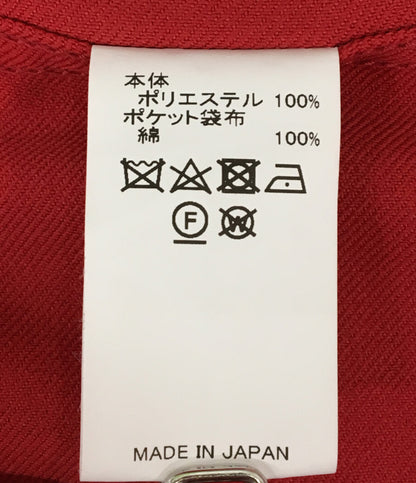 本体
ポリエステル 100%
ポケット袋布
綿 100%
F W
MADE IN JAPAN